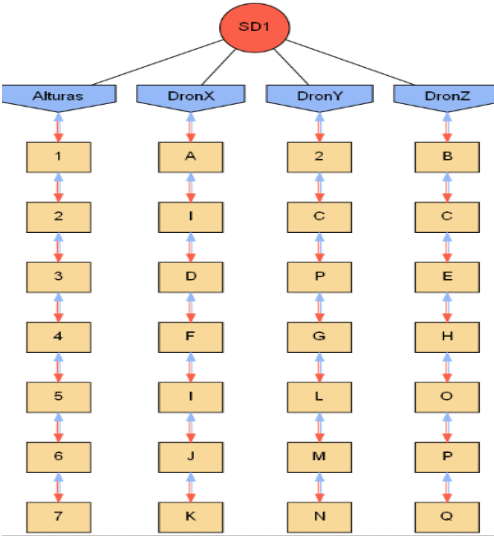 SD1
Alturas DronX DronY DronZ
1 A 2 B
2 I C C
3 D P E
4 F G H
5 I L O
6 J M P
7 K N Q